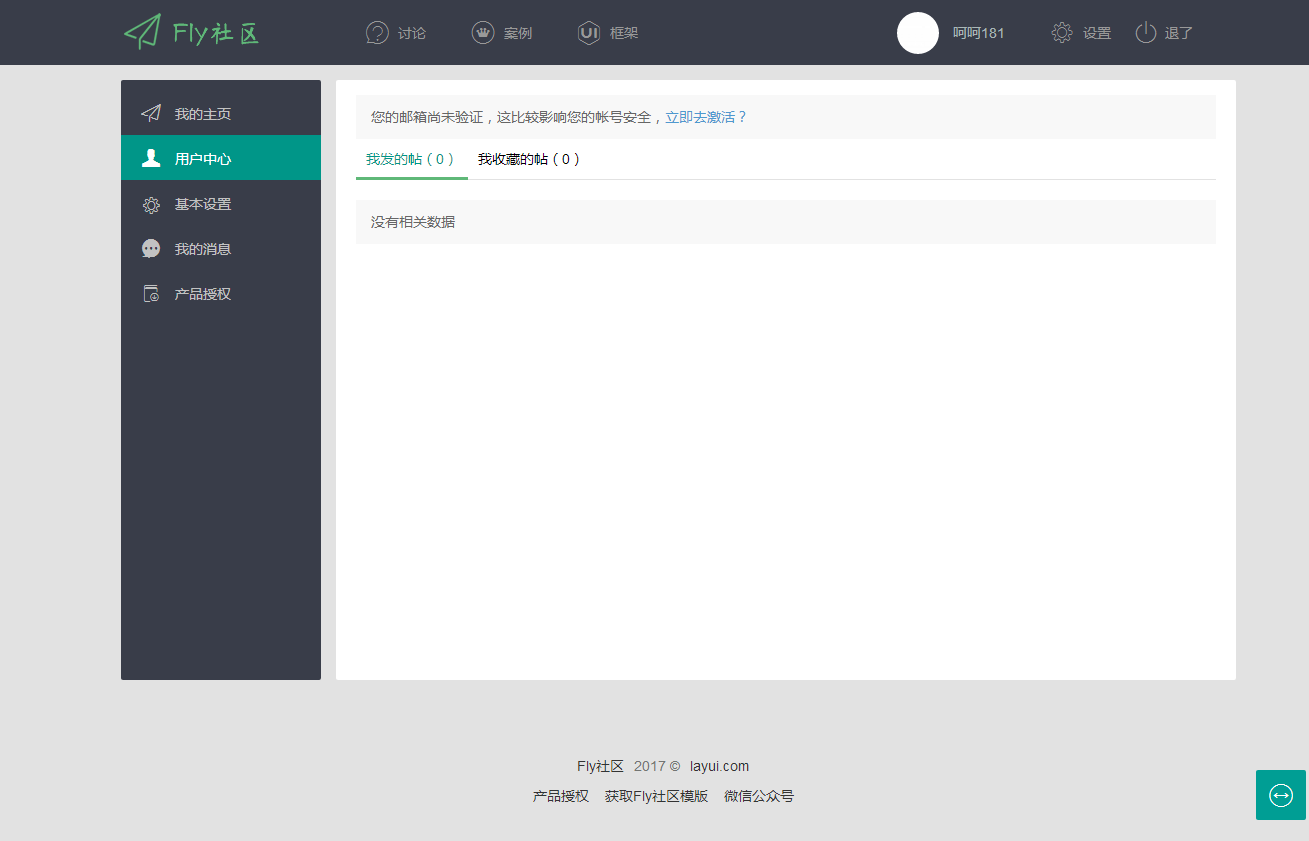 Fly社区 讨论 案例 UI 框架 呵呵181 设置 退了
我的主页
用户中心
基本设置
我的消息
产品授权
您的邮箱尚未验证，这比较影响您的帐号安全，立即去激活？
我发的帖（0） 我收藏的帖（0）
没有相关数据
Fly社区 2017 © layui.com
产品授权 获取Fly社区模版 微信公众号